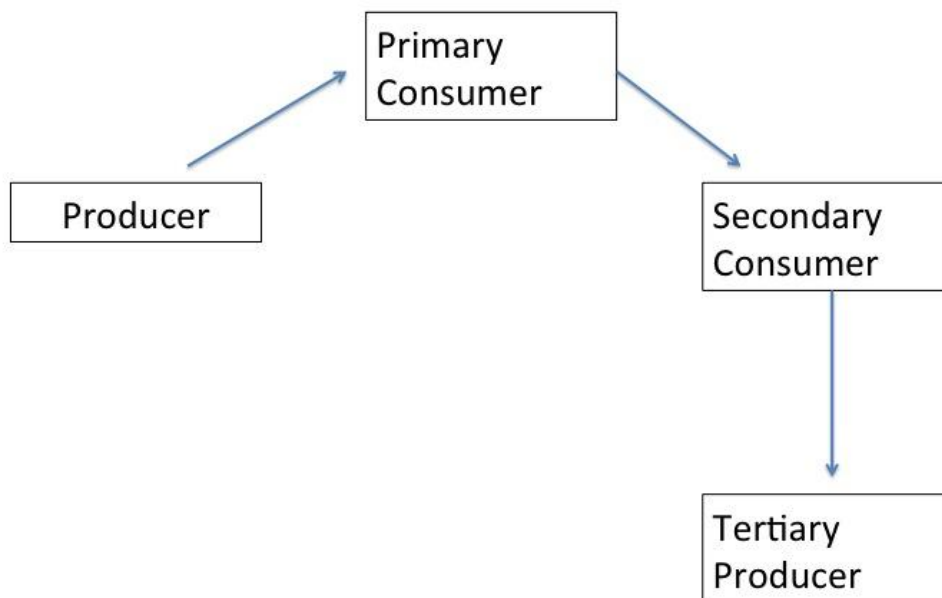 Primary
Consumer
Producer
Secondary
Consumer
Tertiary
Producer